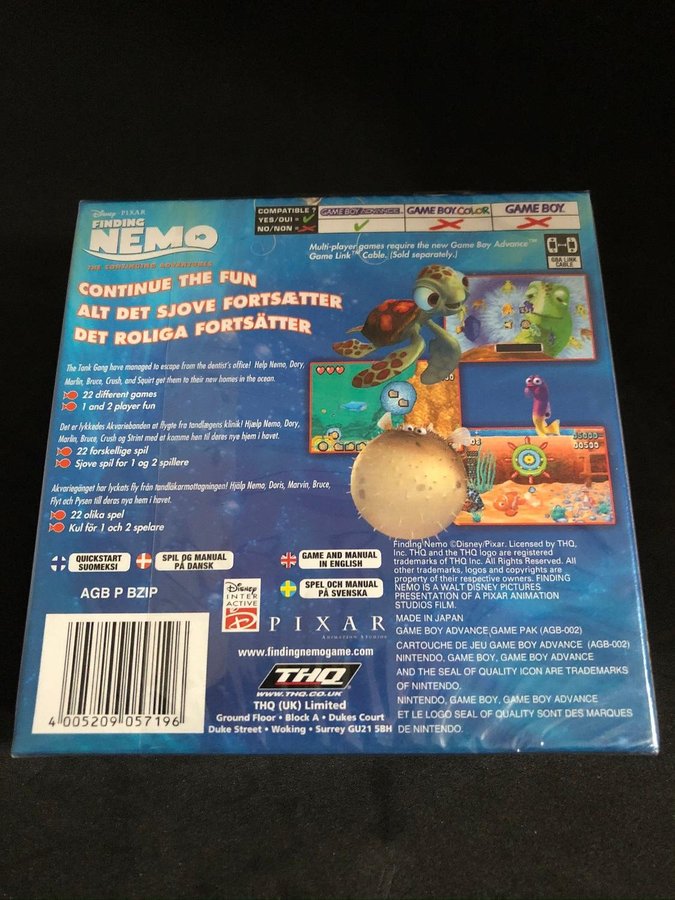 Disney PIXAR
FINDING
NEMO
THE CONTINUING ADVENTURES
COMPATIBLE ?
YES/OUI =
NO/NON =
GAME BOY ADVANCE
GAME BOY COLOR
GAME BOY
Multi-player games require the new Game Boy Advance™
Game Link™ Cable. (Sold separately.)
GBA LINK
CABLE
CONTINUE THE FUN
ALT DET SJOVE FORTSÆTTER
DET ROLIGA FORTSÄTTER
The Tank Gang have managed to escape from the dentist's office! Help Nemo, Dory,
Marlin, Bruce, Crush, and Squirt get them to their new homes in the ocean.
22 different games
1 and 2 player fun
Det er lykkedes Akvariebanden at flygte fra tandlægens klinik! Hjælp Nemo, Dory,
Marlin, Bruce, Crush og Strint med at komme hen til deres nye hjem i havet.
22 forskellige spil
Sjove spil for 1 og 2 spillere
Akvariegänget har lyckats fly från tandläkarmottagningen! Hjälp Nemo, Doris, Marvin, Bruce,
Flyt och Pysen till deras nya hem i havet.
22 olika spel
Kul för 1 och 2 spelare
05000
00500
QUICKSTART
SUOMEKSI
SPIL OG MANUAL
PÅ DANSK
GAME AND MANUAL
IN ENGLISH
SPEL OCH MANUAL
PÅ SVENSKA
AGB P BZIP
Disney
INTER
ACTIVE
PIXAR
ANIMATION STUDIOS
www.findingnemogame.com
THQ
WWW.THQ.CO.UK
THQ (UK) Limited
Ground Floor • Block A • Dukes Court
Duke Street • Woking • Surrey GU21 5BH
4 005209 057196
Finding Nemo ©Disney/Pixar. Licensed by THQ,
Inc. THQ and the THQ logo are registered
trademarks of THQ Inc. All Rights Reserved. All
other trademarks, logos and copyrights are
property of their respective owners. FINDING
NEMO IS A WALT DISNEY PICTURES
PRESENTATION OF A PIXAR ANIMATION
STUDIOS FILM.
MADE IN JAPAN
GAME BOY ADVANCE GAME PAK (AGB-002)
CARTOUCHE DE JEU GAME BOY ADVANCE (AGB-002)
NINTENDO, GAME BOY, GAME BOY ADVANCE
AND THE SEAL OF QUALITY ICON ARE TRADEMARKS
OF NINTENDO.
NINTENDO, GAME BOY, GAME BOY ADVANCE
ET LE LOGO SEAL OF QUALITY SONT DES MARQUES
DE NINTENDO.